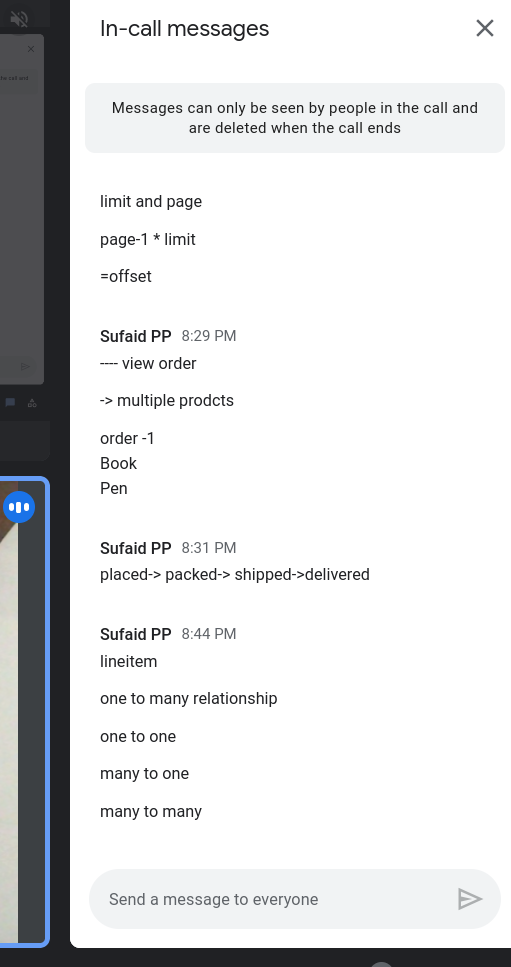 In-call messages
Messages can only be seen by people in the call and
are deleted when the call ends
limit and page
page-1 * limit
=offset
Sufaid PP 8:29 PM
---- view order
-> multiple prodcts
order -1
Book
Pen
Sufaid PP 8:31 PM
placed-> packed-> shipped->delivered
Sufaid PP 8:44 PM
lineitem
one to many relationship
one to one
many to one
many to many
Send a message to everyone